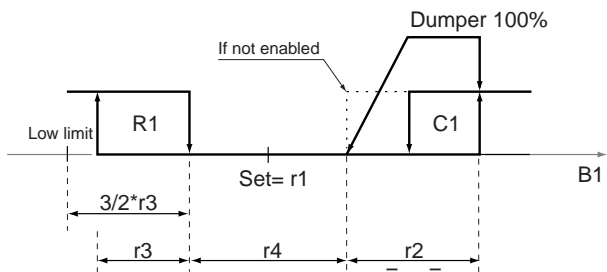 Dumper 100%
If not enabled
R1
C1
Low limit
Set= r1
B1
3/2*r3
r3
r4
r2